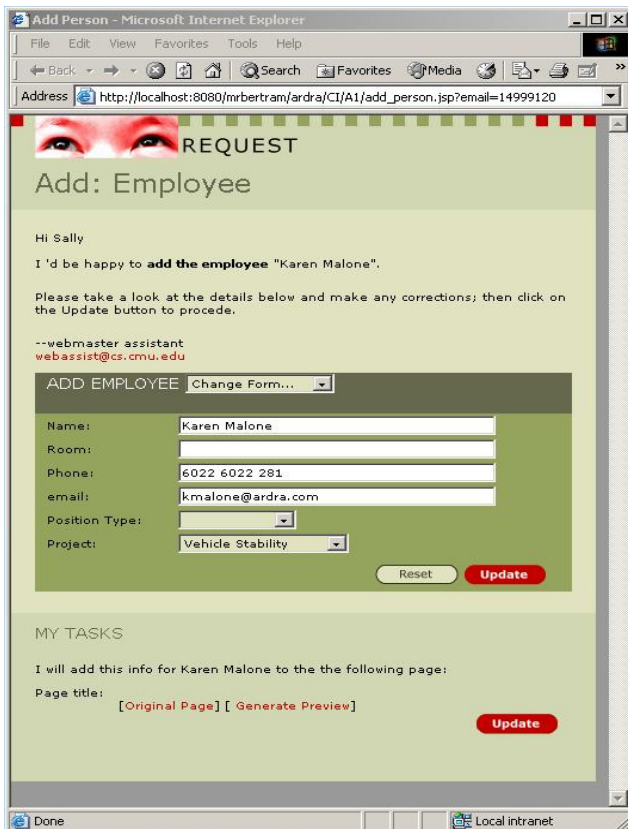 Add Person - Microsoft Internet Explorer
File Edit View Favorites Tools Help
Back Search Favorites Media »
Address http://localhost:8080/mrbertram/ardra/CI/A1/add_person.jsp?email=14999120
REQUEST
Add: Employee
Hi Sally
I 'd be happy to add the employee "Karen Malone".
Please take a look at the details below and make any corrections; then click on
the Update button to procede.
--webmaster assistant
webassist@cs.cmu.edu
ADD EMPLOYEE Change Form...
Name: Karen Malone
Room:
Phone: 6022 6022 281
email: kmalone@ardra.com
Position Type:
Project: Vehicle Stability
Reset Update
MY TASKS
I will add this info for Karen Malone to the the following page:
Page title:
[Original Page] [ Generate Preview]
Update
Done Local intranet